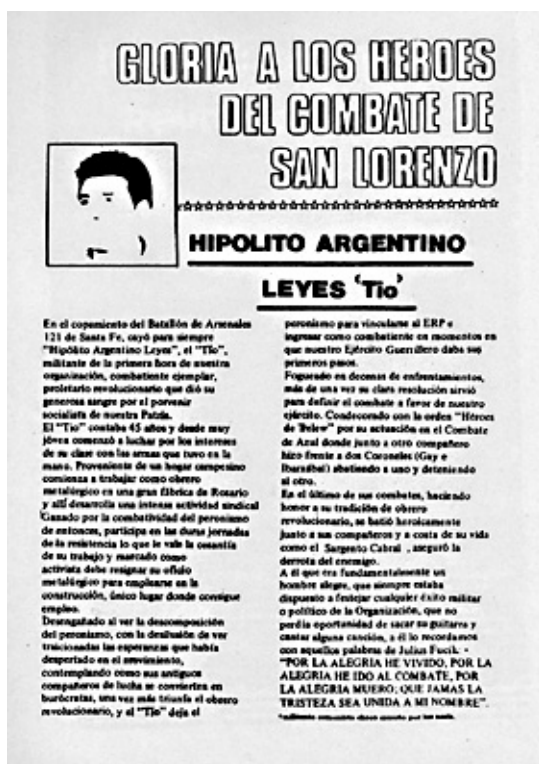 GLORIA A LOS HEROES
DEL COMBATE DE
SAN LORENZO
HIPOLITO ARGENTINO
LEYES 'Tio'
En el copamiento del Batallón de Arsenales
121 de Santa Fe, cayó para siempre
"Hipólito Argentino Leyes", el "Tío",
militante de la primera hora de nuestra
organización, combatiente ejemplar,
proletario revolucionario que dió su
generosa sangre por el porvenir
socialista de nuestra Patria.
El "Tío" contaba 45 años y desde muy
jóven comenzó a luchar por los intereses
de su clase con las armas que tuvo en la
mano. Proveniente de un hogar campesino
comienza a trabajar como obrero
metalúrgico en una gran fábrica de Rosario
y allí desarrolla una intensa actividad sindical
Ganado por la combatividad del peronismo
de entonces, participa en las duras jornadas
de la resistencia lo que le vale la cesantía
de su trabajo y marcado como
activista debe resignar su oficio
metalúrgico para emplearse en la
construcción, único lugar donde consigue
empleo.
Desengañado al ver la descomposición
del peronismo, con la desilusión de ver
traicionadas las esperanzas que había
despertado en el movimiento,
contemplando como sus antiguos
compañeros de lucha se convierten en
burócratas, una vez más triunfa el obrero
revolucionario, y el "Tío" deja el
peronismo para vincularse al ERP e
ingresar como combatiente en momentos en
que nuestro Ejército Guerrillero daba sus
primeros pasos.
Fogueado en decenas de enfrentamientos,
más de una vez su clara resolución sirvió
para definir el combate a favor de nuestro
ejército. Condecorado con la orden "Héroes
de Trelew" por su actuación en el Combate
de Azul donde junto a otro compañero
hizo frente a dos Coroneles (Gay e
Ibarzábal) abatiendo a uno y deteniendo
al otro.
En el último de sus combates, haciendo
honor a su tradición de obrero
revolucionario, se batió heroicamente
junto a sus compañeros y a costa de su vida
como el Sargento Cabral , aseguró la
derrota del enemigo.
A él que era fundamentalmente un
hombre alegre, que siempre estaba
dispuesto a festejar cualquier éxito militar
o político de la Organización, que no
perdía oportunidad de sacar su guitarra y
cantar alguna canción, a él lo recordamos
con aquellas palabras de Julius Fucik: -
"POR LA ALEGRIA HE VIVIDO, POR LA
ALEGRIA HE IDO AL COMBATE, POR
LA ALEGRIA MUERO; QUE JAMAS LA
TRISTEZA SEA UNIDA A MI NOMBRE".